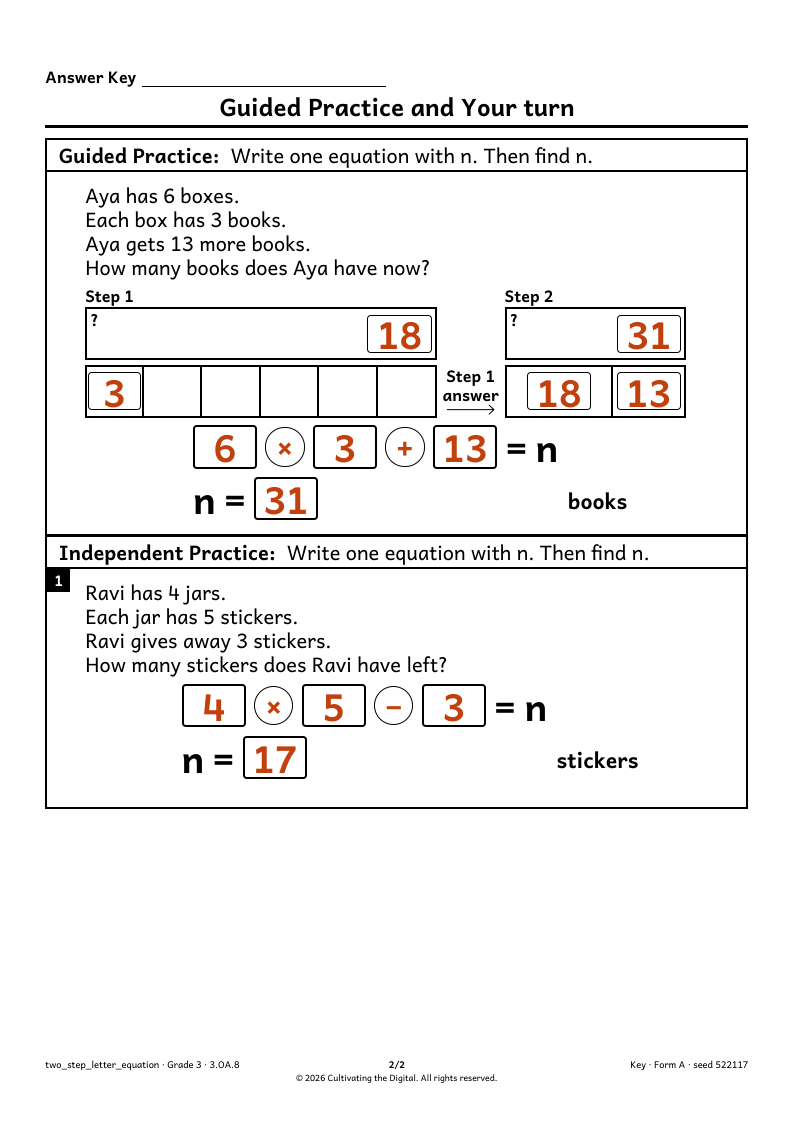 Answer Key
Guided Practice and Your turn
Guided Practice: Write one equation with n. Then find n.
Aya has 6 boxes.
Each box has 3 books.
Aya gets 13 more books.
How many books does Aya have now?
Step 1
Step 2
? 18
? 31
3
Step 1
answer
18 13
6 × 3 + 13 = n
n = 31 books
Independent Practice: Write one equation with n. Then find n.
1
Ravi has 4 jars.
Each jar has 5 stickers.
Ravi gives away 3 stickers.
How many stickers does Ravi have left?
4 × 5 − 3 = n
n = 17 stickers
two_step_letter_equation · Grade 3 · 3.OA.8
2/2
Key · Form A · seed 522117
© 2026 Cultivating the Digital. All rights reserved.